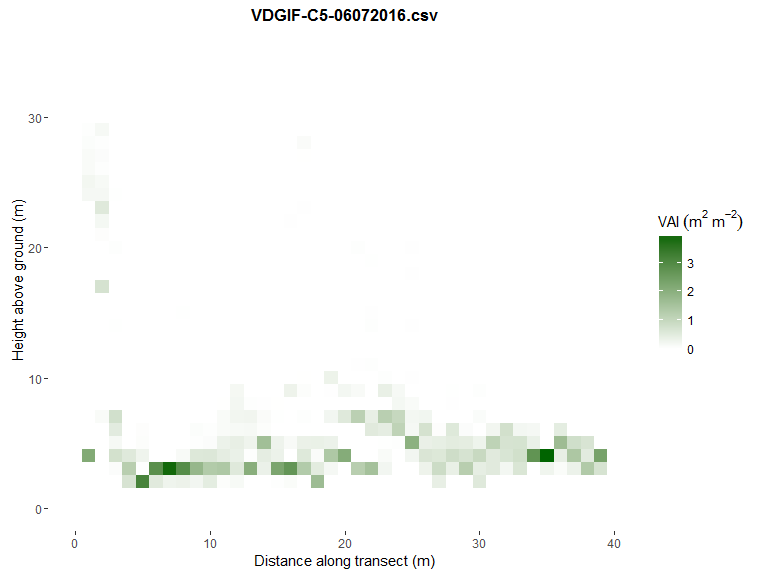 VDGIF-C5-06072016.csv
30
20
10
0
Height above ground (m)
0 10 20 30 40
Distance along transect (m)
VAI (m² m⁻²)
3
2
1
0